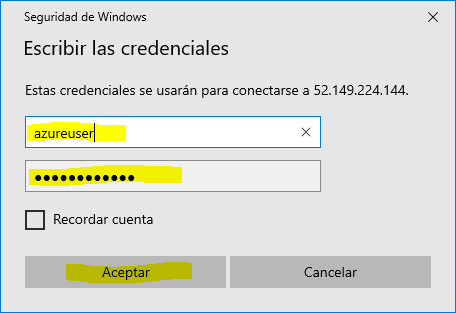 Seguridad de Windows
Escribir las credenciales
Estas credenciales se usarán para conectarse a 52.149.224.144.
azureuser
●●●●●●●●●●●●
Recordar cuenta
Aceptar Cancelar